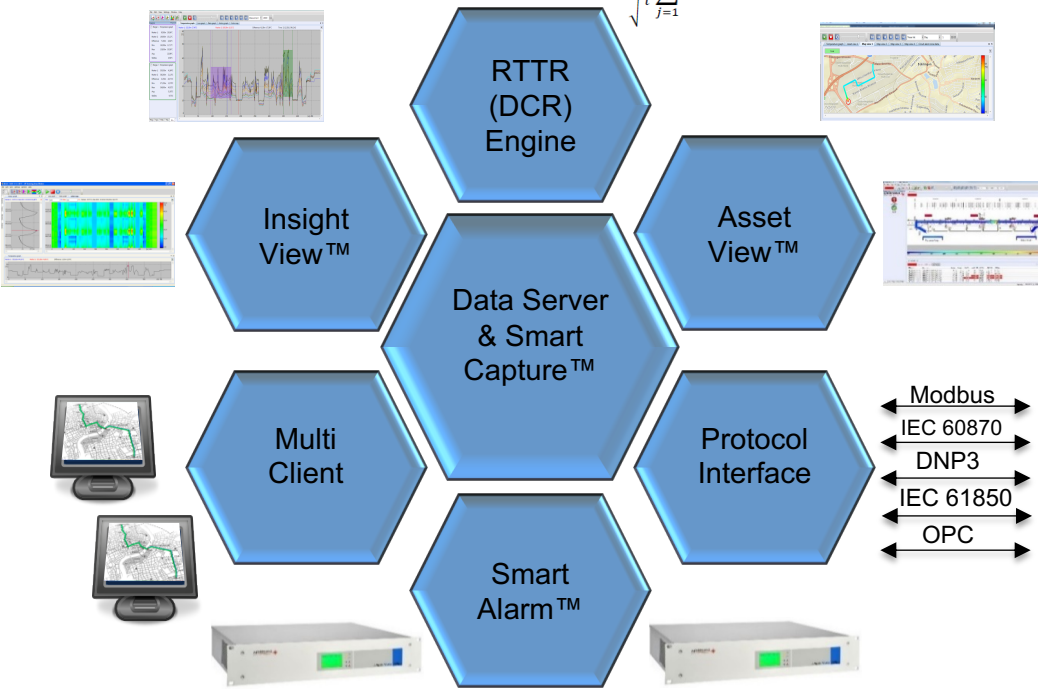 RTTR
(DCR)
Engine
j=1
Insight
View™
Asset
View™
Data Server
& Smart
Capture™
Multi
Client
Protocol
Interface
Modbus
IEC 60870
DNP3
IEC 61850
OPC
Smart
Alarm™